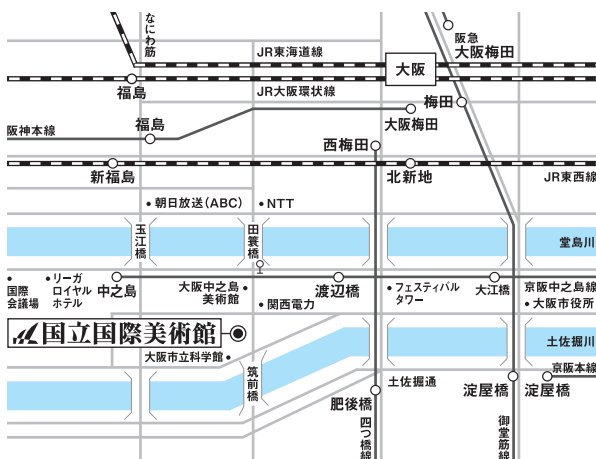 なにわ筋
阪急
大阪梅田
JR東海道線
大阪
福島
JR大阪環状線
梅田
大阪梅田
阪神本線
福島
西梅田
新福島
北新地
JR東西線
朝日放送(ABC)
NTT
玉江橋
田蓑橋
堂島川
国際
会議場
リーガ
ロイヤル
ホテル
中之島
大阪中之島
美術館
渡辺橋
フェスティバル
タワー
大江橋
京阪中之島線
関西電力
大阪市役所
国立国際美術館
大阪市立科学館
土佐掘川
京阪本線
筑前橋
土佐掘通
肥後橋
淀屋橋
淀屋橋
四つ橋線
御堂筋線